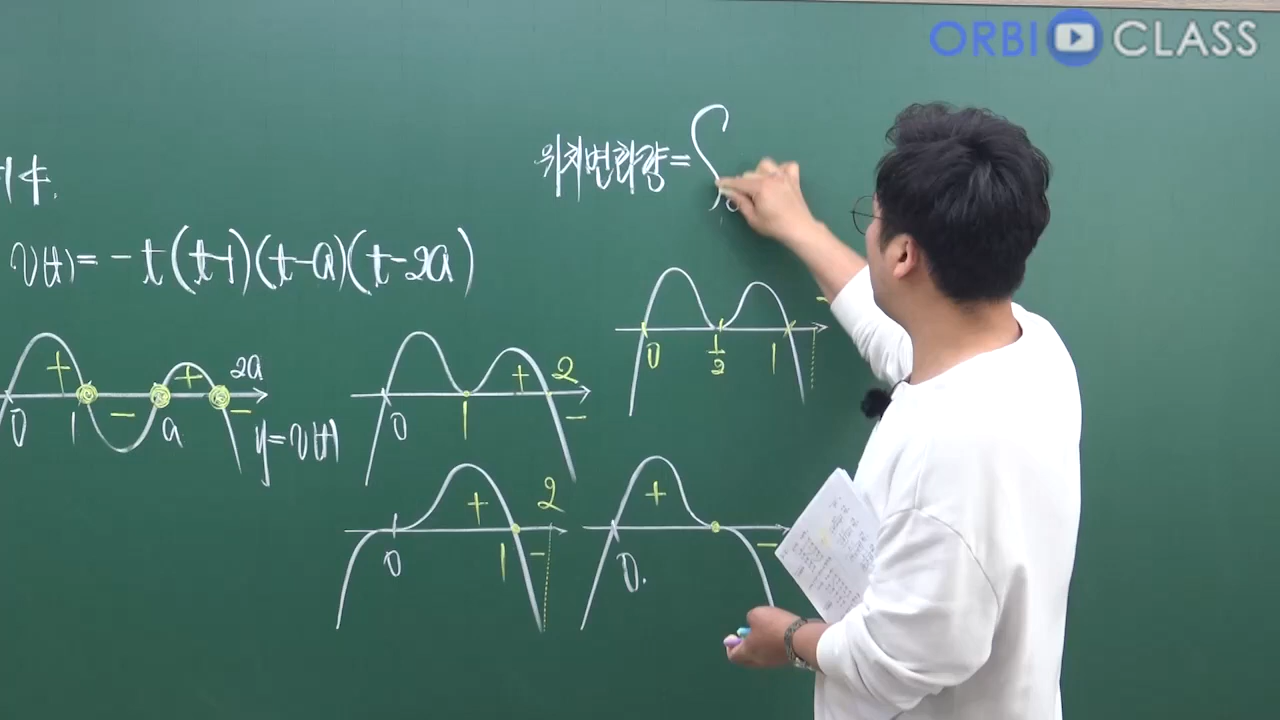 ORBI CLASS
위치변화량 = ∫0
v(t) = -t(t-1)(t-a)(t-2a)
+ + 2a
0 1 - a -
y=v(t)
+ 2
0 1 -
0 1/2 1
+ 2
0 1 -
+
0. -